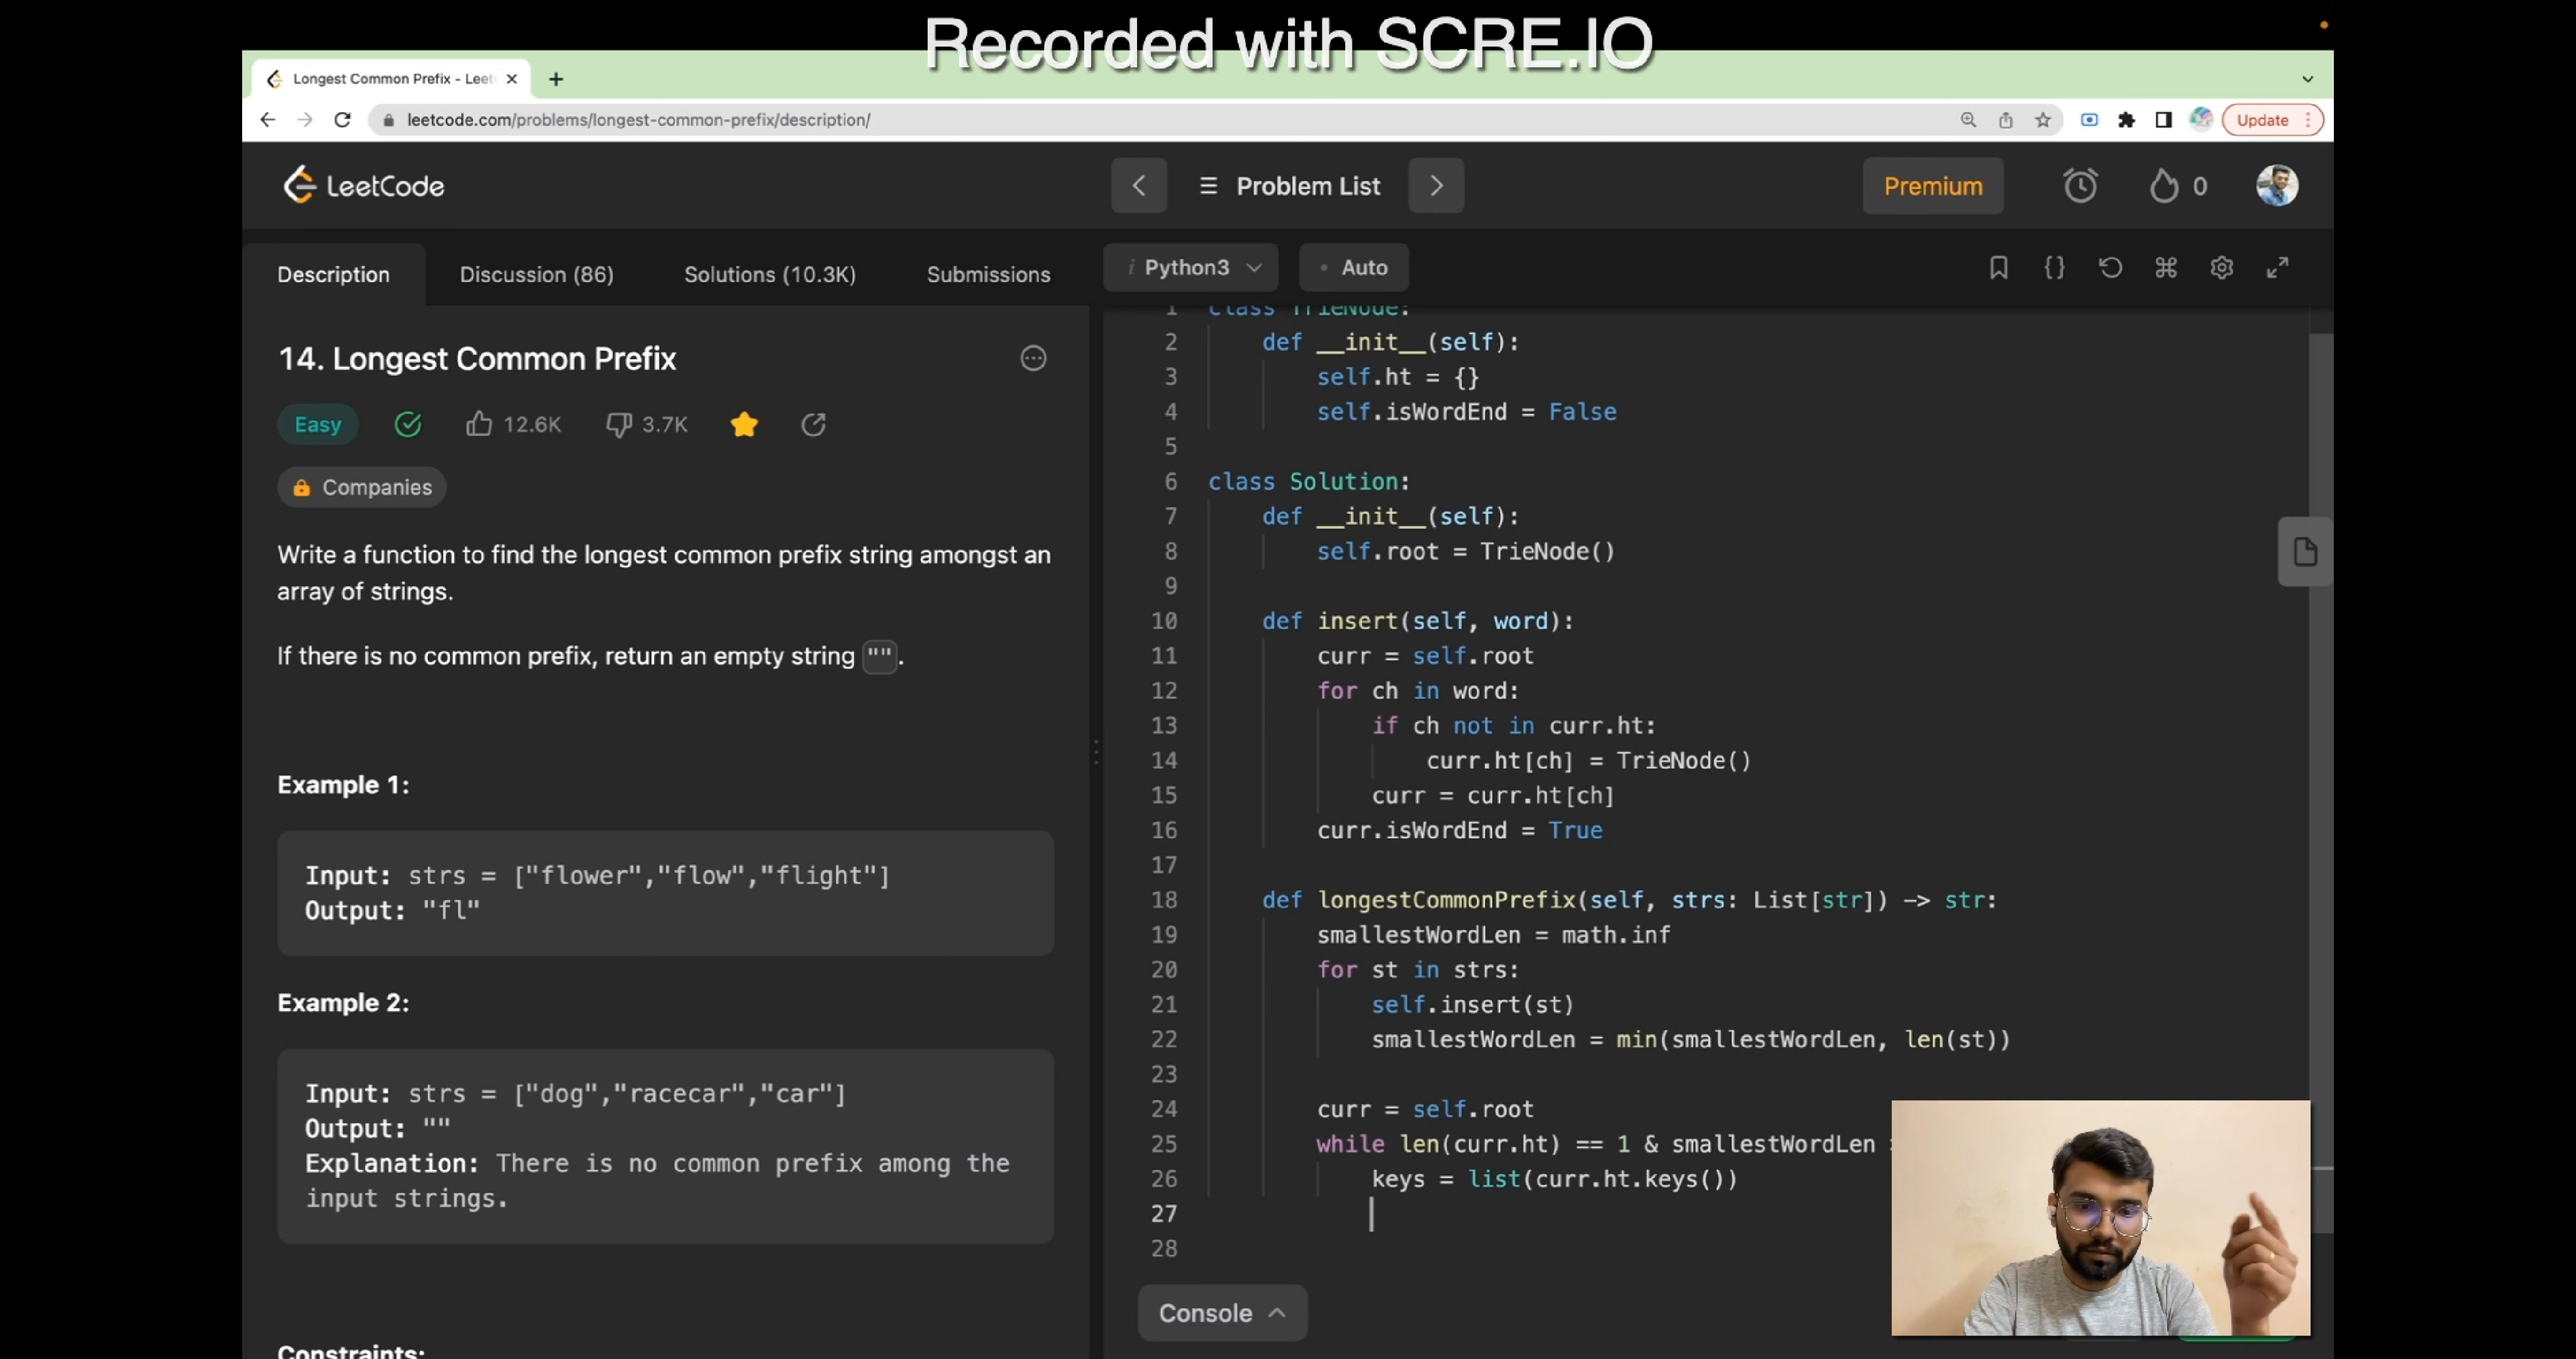 Recorded with SCRE.IO
Longest Common Prefix - Leet
leetcode.com/problems/longest-common-prefix/description/
Update
LeetCode
Problem List
Premium
0
Description
Discussion (86)
Solutions (10.3K)
Submissions
Python3
Auto
14. Longest Common Prefix
Easy
12.6K
3.7K
Companies
Write a function to find the longest common prefix string amongst an
array of strings.
If there is no common prefix, return an empty string "".
Example 1:
Input: strs = ["flower","flow","flight"]
Output: "fl"
Example 2:
Input: strs = ["dog","racecar","car"]
Output: ""
Explanation: There is no common prefix among the
input strings.
Constraints:
1 class TrieNode:
2 def __init__(self):
3 self.ht = {}
4 self.isWordEnd = False
5
6 class Solution:
7 def __init__(self):
8 self.root = TrieNode()
9
10 def insert(self, word):
11 curr = self.root
12 for ch in word:
13 if ch not in curr.ht:
14 curr.ht[ch] = TrieNode()
15 curr = curr.ht[ch]
16 curr.isWordEnd = True
17
18 def longestCommonPrefix(self, strs: List[str]) -> str:
19 smallestWordLen = math.inf
20 for st in strs:
21 self.insert(st)
22 smallestWordLen = min(smallestWordLen, len(st))
23
24 curr = self.root
25 while len(curr.ht) == 1 & smallestWordLen
26 keys = list(curr.ht.keys())
27
28
Console